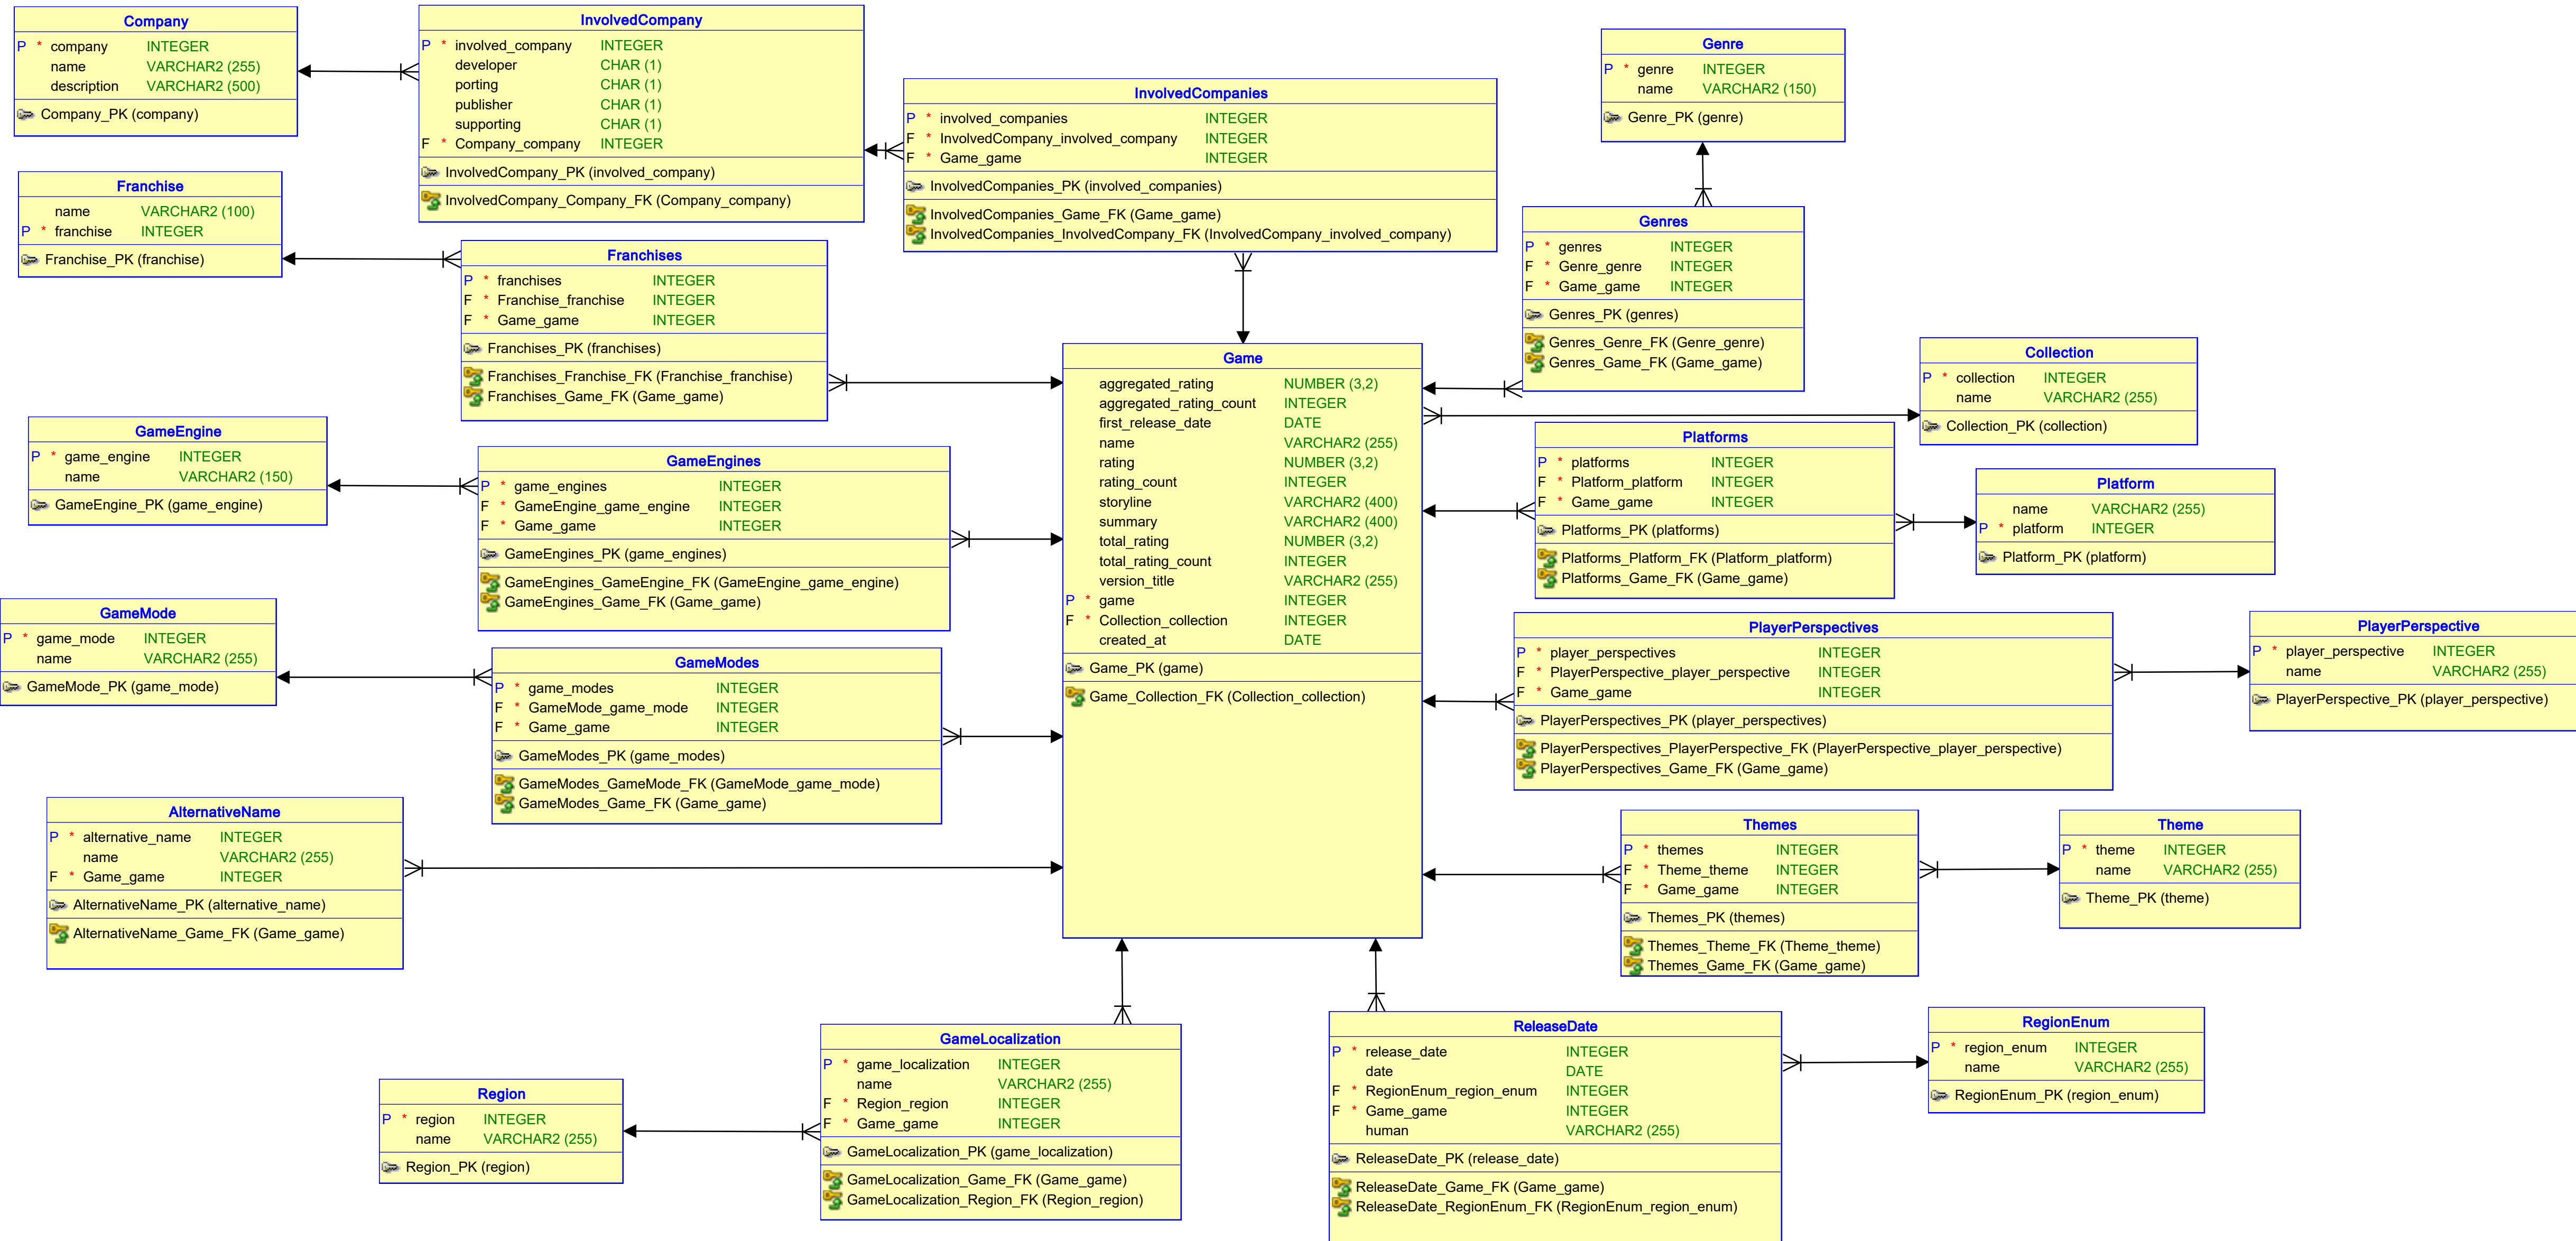 Company
P * company INTEGER
name VARCHAR2 (255)
description VARCHAR2 (500)
Company_PK (company)
InvolvedCompany
P * involved_company INTEGER
developer CHAR (1)
porting CHAR (1)
publisher CHAR (1)
supporting CHAR (1)
F * Company_company INTEGER
InvolvedCompany_PK (involved_company)
InvolvedCompany_Company_FK (Company_company)
InvolvedCompanies
P * involved_companies INTEGER
F * InvolvedCompany_involved_company INTEGER
F * Game_game INTEGER
InvolvedCompanies_PK (involved_companies)
InvolvedCompanies_Game_FK (Game_game)
InvolvedCompanies_InvolvedCompany_FK (InvolvedCompany_involved_company)
Genre
P * genre INTEGER
name VARCHAR2 (150)
Genre_PK (genre)
Franchise
name VARCHAR2 (100)
P * franchise INTEGER
Franchise_PK (franchise)
Franchises
P * franchises INTEGER
F * Franchise_franchise INTEGER
F * Game_game INTEGER
Franchises_PK (franchises)
Franchises_Franchise_FK (Franchise_franchise)
Franchises_Game_FK (Game_game)
Genres
P * genres INTEGER
F * Genre_genre INTEGER
F * Game_game INTEGER
Genres_PK (genres)
Genres_Genre_FK (Genre_genre)
Genres_Game_FK (Game_game)
Game
aggregated_rating NUMBER (3,2)
aggregated_rating_count INTEGER
first_release_date DATE
name VARCHAR2 (255)
rating NUMBER (3,2)
rating_count INTEGER
storyline VARCHAR2 (400)
summary VARCHAR2 (400)
total_rating NUMBER (3,2)
total_rating_count INTEGER
version_title VARCHAR2 (255)
P * game INTEGER
F * Collection_collection INTEGER
created_at DATE
Game_PK (game)
Game_Collection_FK (Collection_collection)
Collection
P * collection INTEGER
name VARCHAR2 (255)
Collection_PK (collection)
GameEngine
P * game_engine INTEGER
name VARCHAR2 (150)
GameEngine_PK (game_engine)
GameEngines
P * game_engines INTEGER
F * GameEngine_game_engine INTEGER
F * Game_game INTEGER
GameEngines_PK (game_engines)
GameEngines_GameEngine_FK (GameEngine_game_engine)
GameEngines_Game_FK (Game_game)
Platforms
P * platforms INTEGER
F * Platform_platform INTEGER
F * Game_game INTEGER
Platforms_PK (platforms)
Platforms_Platform_FK (Platform_platform)
Platforms_Game_FK (Game_game)
Platform
name VARCHAR2 (255)
P * platform INTEGER
Platform_PK (platform)
GameMode
P * game_mode INTEGER
name VARCHAR2 (255)
GameMode_PK (game_mode)
GameModes
P * game_modes INTEGER
F * GameMode_game_mode INTEGER
F * Game_game INTEGER
GameModes_PK (game_modes)
GameModes_GameMode_FK (GameMode_game_mode)
GameModes_Game_FK (Game_game)
PlayerPerspectives
P * player_perspectives INTEGER
F * PlayerPerspective_player_perspective INTEGER
F * Game_game INTEGER
PlayerPerspectives_PK (player_perspectives)
PlayerPerspectives_PlayerPerspective_FK (PlayerPerspective_player_perspective)
PlayerPerspectives_Game_FK (Game_game)
PlayerPerspective
P * player_perspective INTEGER
name VARCHAR2 (255)
PlayerPerspective_PK (player_perspective)
AlternativeName
P * alternative_name INTEGER
name VARCHAR2 (255)
F * Game_game INTEGER
AlternativeName_PK (alternative_name)
AlternativeName_Game_FK (Game_game)
Themes
P * themes INTEGER
F * Theme_theme INTEGER
F * Game_game INTEGER
Themes_PK (themes)
Themes_Theme_FK (Theme_theme)
Themes_Game_FK (Game_game)
Theme
P * theme INTEGER
name VARCHAR2 (255)
Theme_PK (theme)
Region
P * region INTEGER
name VARCHAR2 (255)
Region_PK (region)
GameLocalization
P * game_localization INTEGER
name VARCHAR2 (255)
F * Region_region INTEGER
F * Game_game INTEGER
GameLocalization_PK (game_localization)
GameLocalization_Game_FK (Game_game)
GameLocalization_Region_FK (Region_region)
ReleaseDate
P * release_date INTEGER
date DATE
F * RegionEnum_region_enum INTEGER
F * Game_game INTEGER
human VARCHAR2 (255)
ReleaseDate_PK (release_date)
ReleaseDate_Game_FK (Game_game)
ReleaseDate_RegionEnum_FK (RegionEnum_region_enum)
RegionEnum
P * region_enum INTEGER
name VARCHAR2 (255)
RegionEnum_PK (region_enum)